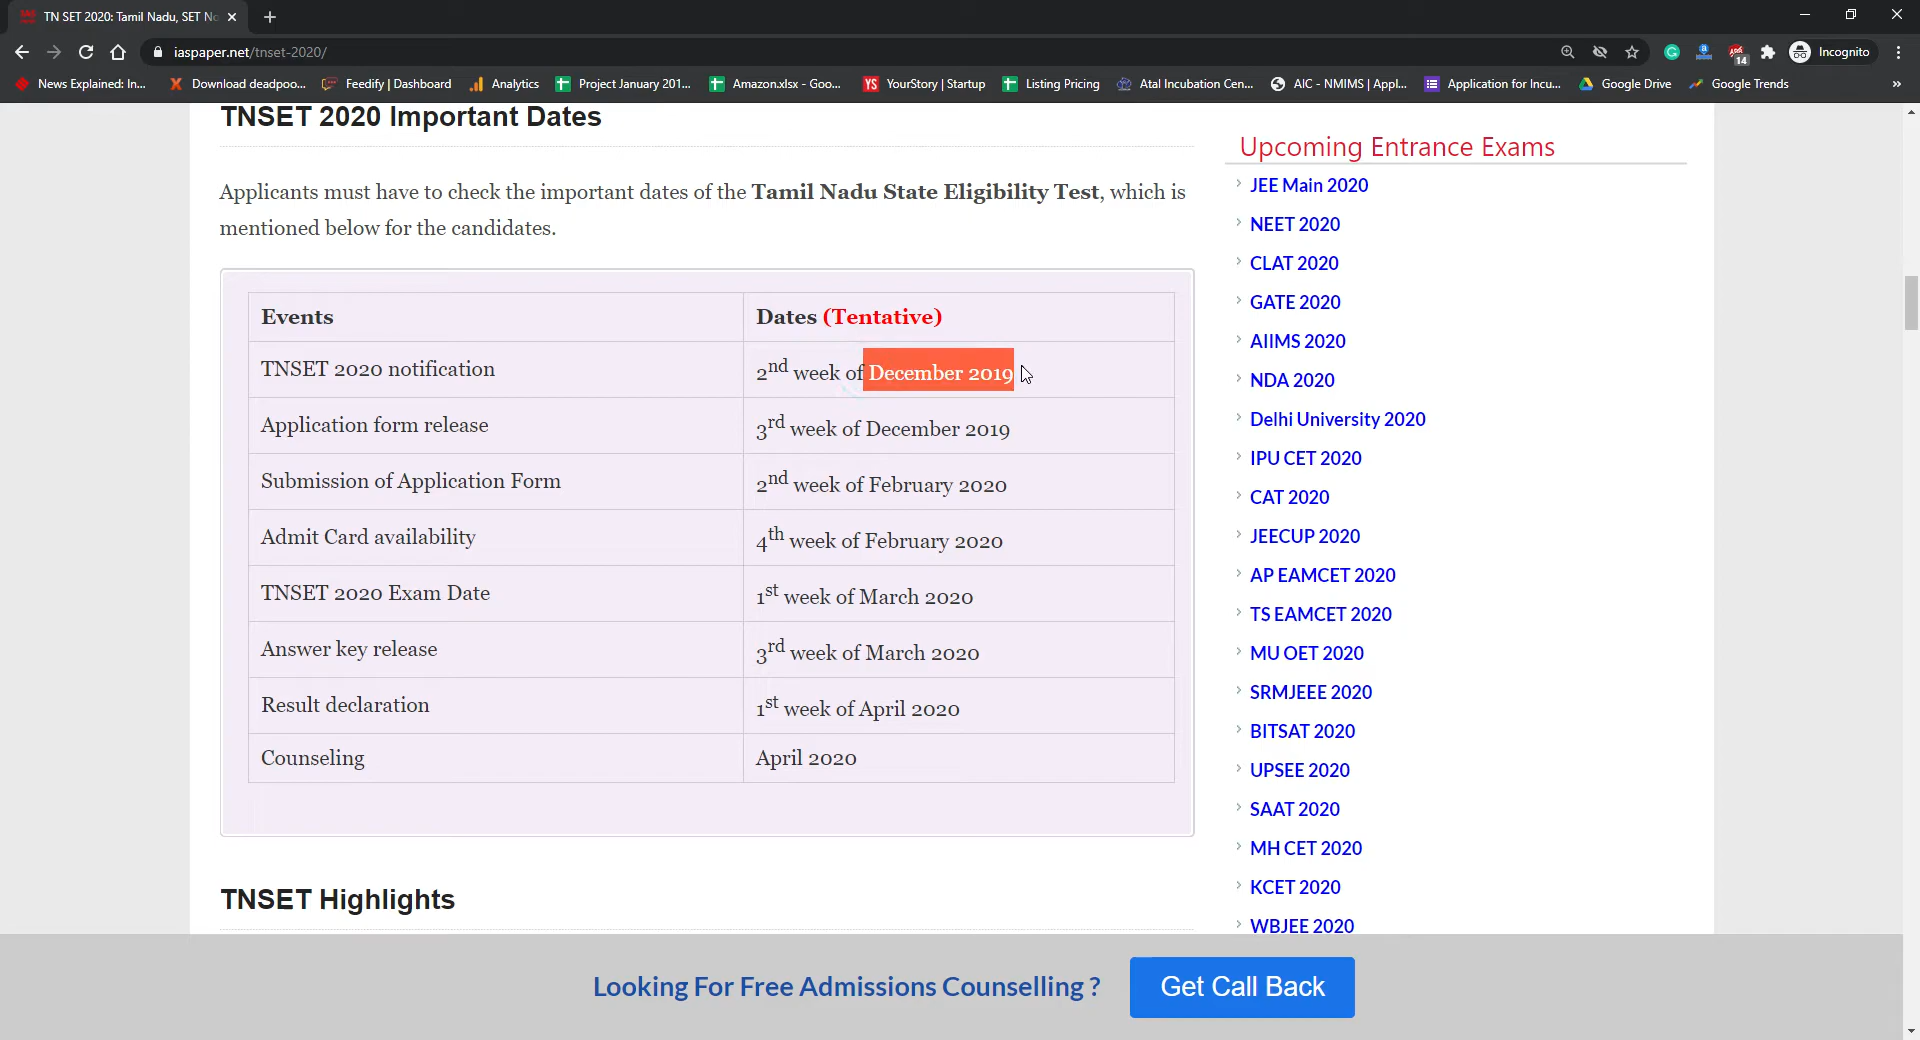 TN SET 2020: Tamil Nadu, SET No
iaspaper.net/tnset-2020/
14
Incognito
News Explained: In...
Download deadpoo...
Feedify | Dashboard
Analytics
Project January 201...
Amazon.xlsx - Goo...
YS YourStory | Startup
Listing Pricing
Atal Incubation Cen...
AIC - NMIMS | Appl...
Application for Incu...
Google Drive
Google Trends
»
TNSET 2020 Important Dates
Applicants must have to check the important dates of the Tamil Nadu State Eligibility Test, which is
mentioned below for the candidates.
Events Dates (Tentative)
TNSET 2020 notification 2nd week of December 2019
Application form release 3rd week of December 2019
Submission of Application Form 2nd week of February 2020
Admit Card availability 4th week of February 2020
TNSET 2020 Exam Date 1st week of March 2020
Answer key release 3rd week of March 2020
Result declaration 1st week of April 2020
Counseling April 2020
TNSET Highlights
Upcoming Entrance Exams
JEE Main 2020
NEET 2020
CLAT 2020
GATE 2020
AIIMS 2020
NDA 2020
Delhi University 2020
IPU CET 2020
CAT 2020
JEECUP 2020
AP EAMCET 2020
TS EAMCET 2020
MU OET 2020
SRMJEEE 2020
BITSAT 2020
UPSEE 2020
SAAT 2020
MH CET 2020
KCET 2020
WBJEE 2020
Looking For Free Admissions Counselling ? Get Call Back